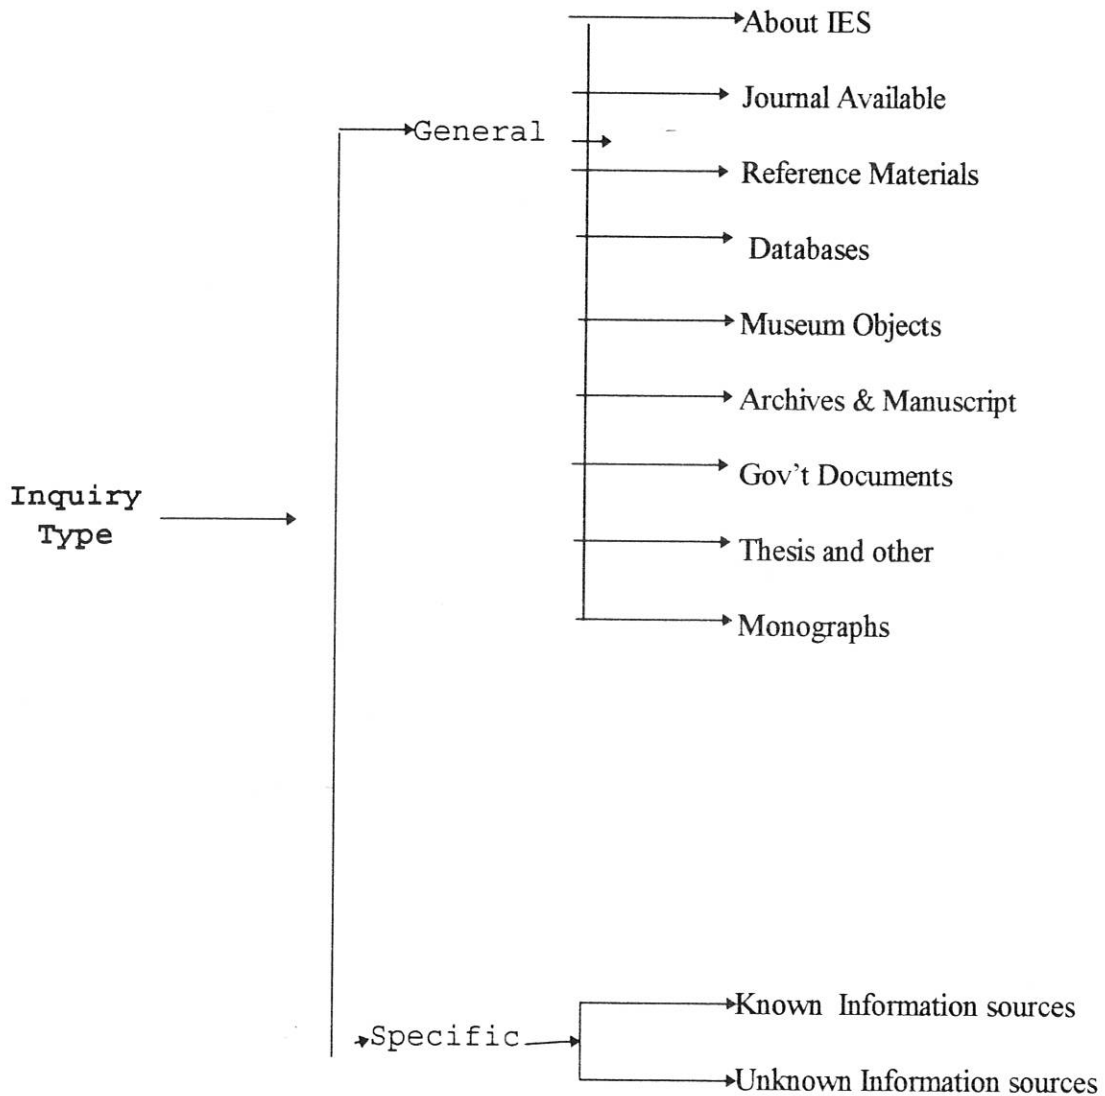 About IES
Journal Available
General
Reference Materials
Databases
Museum Objects
Archives & Manuscript
Gov't Documents
Inquiry
Type
Thesis and other
Monographs
Known Information sources
Specific
Unknown Information sources